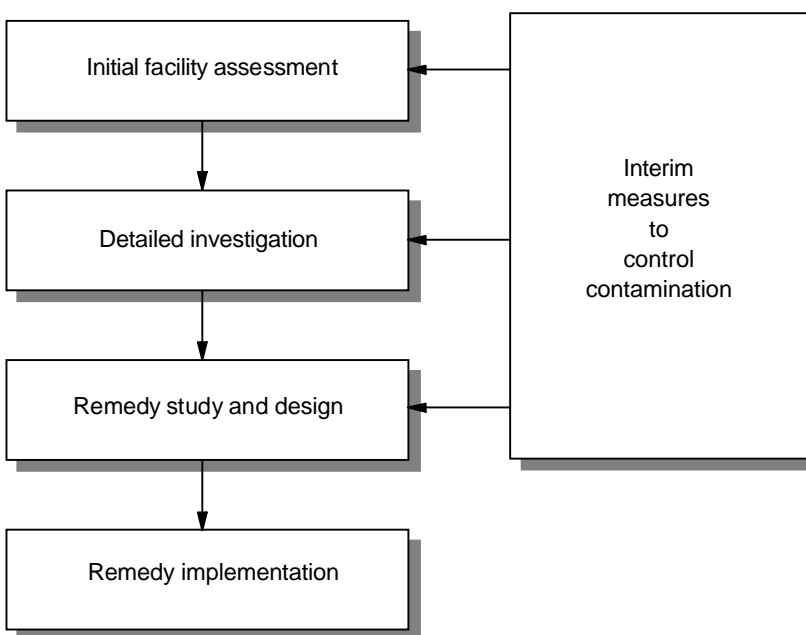 Initial facility assessment
Detailed investigation
Remedy study and design
Remedy implementation
Interim
measures
to
control
contamination